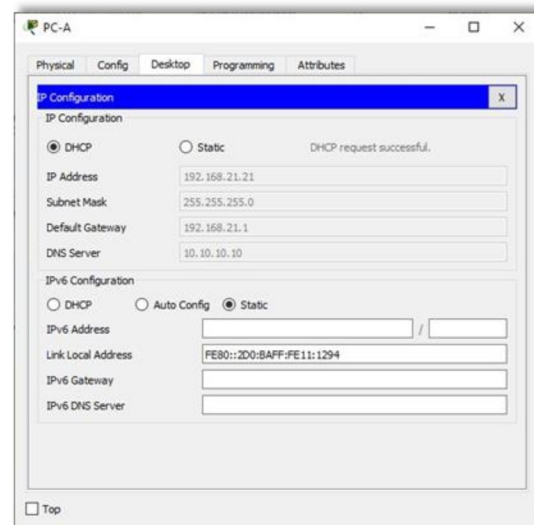 PC-A
Physical Config Desktop Programming Attributes
IP Configuration X
IP Configuration
DHCP Static DHCP request successful.
IP Address 192.168.21.21
Subnet Mask 255.255.255.0
Default Gateway 192.168.21.1
DNS Server 10.10.10.10
IPv6 Configuration
DHCP Auto Config Static
IPv6 Address /
Link Local Address FE80::2D0:BAFF:FE11:1294
IPv6 Gateway
IPv6 DNS Server
Top